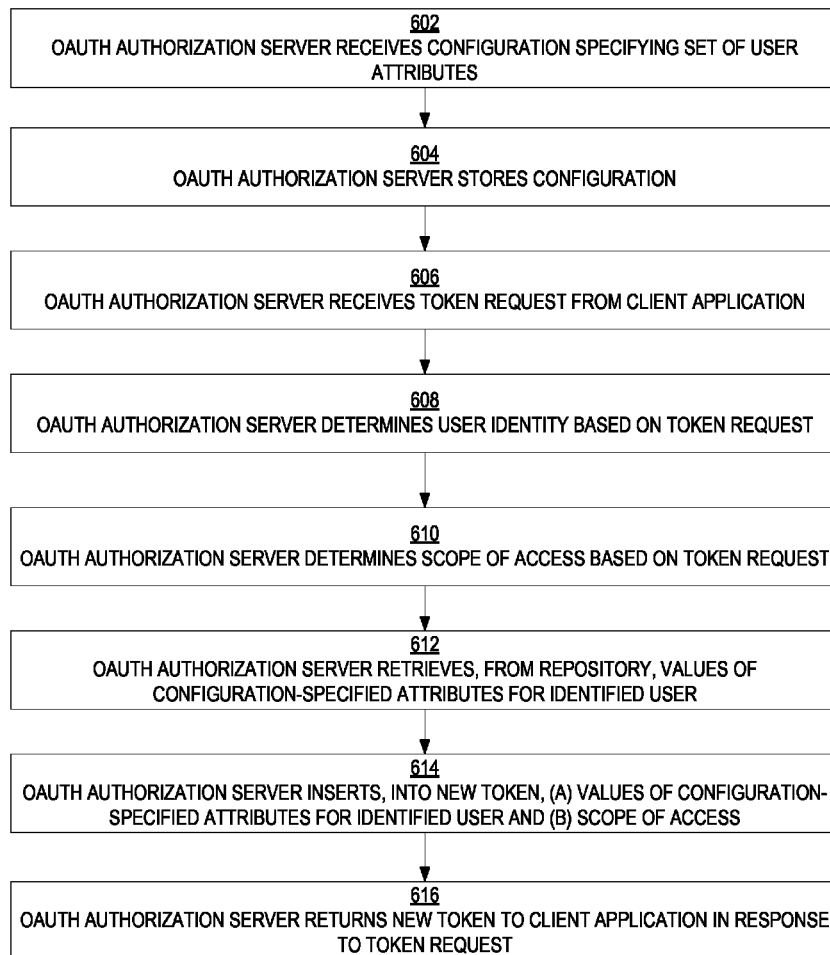 602
OAUTH AUTHORIZATION SERVER RECEIVES CONFIGURATION SPECIFYING SET OF USER
ATTRIBUTES
604
OAUTH AUTHORIZATION SERVER STORES CONFIGURATION
606
OAUTH AUTHORIZATION SERVER RECEIVES TOKEN REQUEST FROM CLIENT APPLICATION
608
OAUTH AUTHORIZATION SERVER DETERMINES USER IDENTITY BASED ON TOKEN REQUEST
610
OAUTH AUTHORIZATION SERVER DETERMINES SCOPE OF ACCESS BASED ON TOKEN REQUEST
612
OAUTH AUTHORIZATION SERVER RETRIEVES, FROM REPOSITORY, VALUES OF
CONFIGURATION-SPECIFIED ATTRIBUTES FOR IDENTIFIED USER
614
OAUTH AUTHORIZATION SERVER INSERTS, INTO NEW TOKEN, (A) VALUES OF CONFIGURATION-
SPECIFIED ATTRIBUTES FOR IDENTIFIED USER AND (B) SCOPE OF ACCESS
616
OAUTH AUTHORIZATION SERVER RETURNS NEW TOKEN TO CLIENT APPLICATION IN RESPONSE
TO TOKEN REQUEST